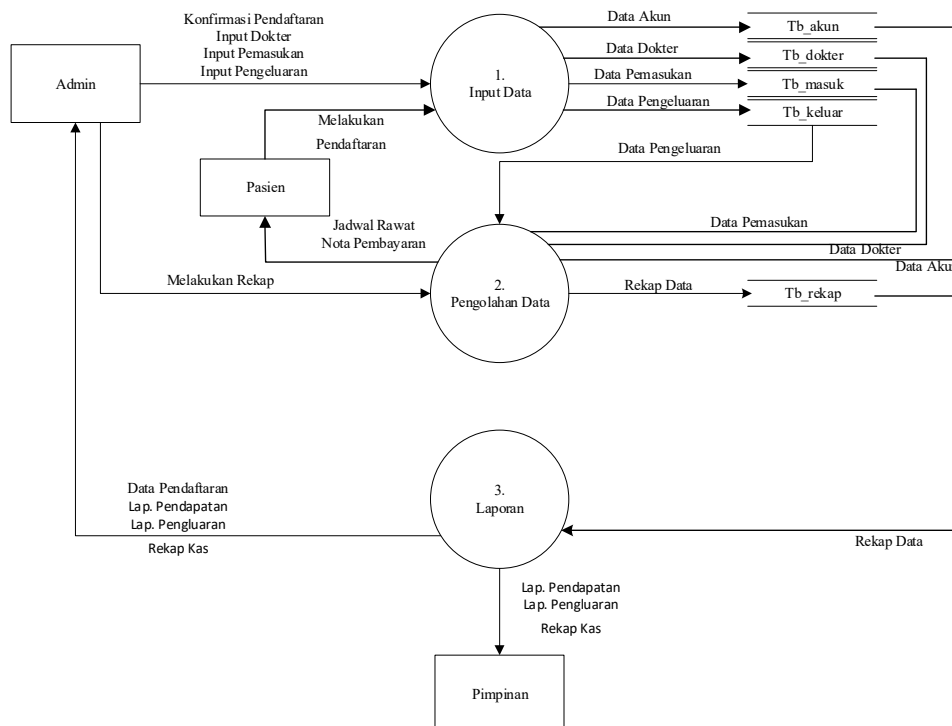 Konfirmasi Pendaftaran
Input Dokter
Input Pemasukan
Input Pengeluaran
Admin
1.
Input Data
Data Akun
Data Dokter
Data Pemasukan
Data Pengeluaran
Tb_akun
Tb_dokter
Tb_masuk
Tb_keluar
Melakukan
Pendaftaran
Pasien
Data Pengeluaran
Jadwal Rawat
Nota Pembayaran
Data Pemasukan
Data Dokter
Data Akun
Melakukan Rekap
2.
Pengolahan Data
Rekap Data
Tb_rekap
Data Pendaftaran
Lap. Pendapatan
Lap. Pengluaran
Rekap Kas
3.
Laporan
Rekap Data
Lap. Pendapatan
Lap. Pengluaran
Rekap Kas
Pimpinan